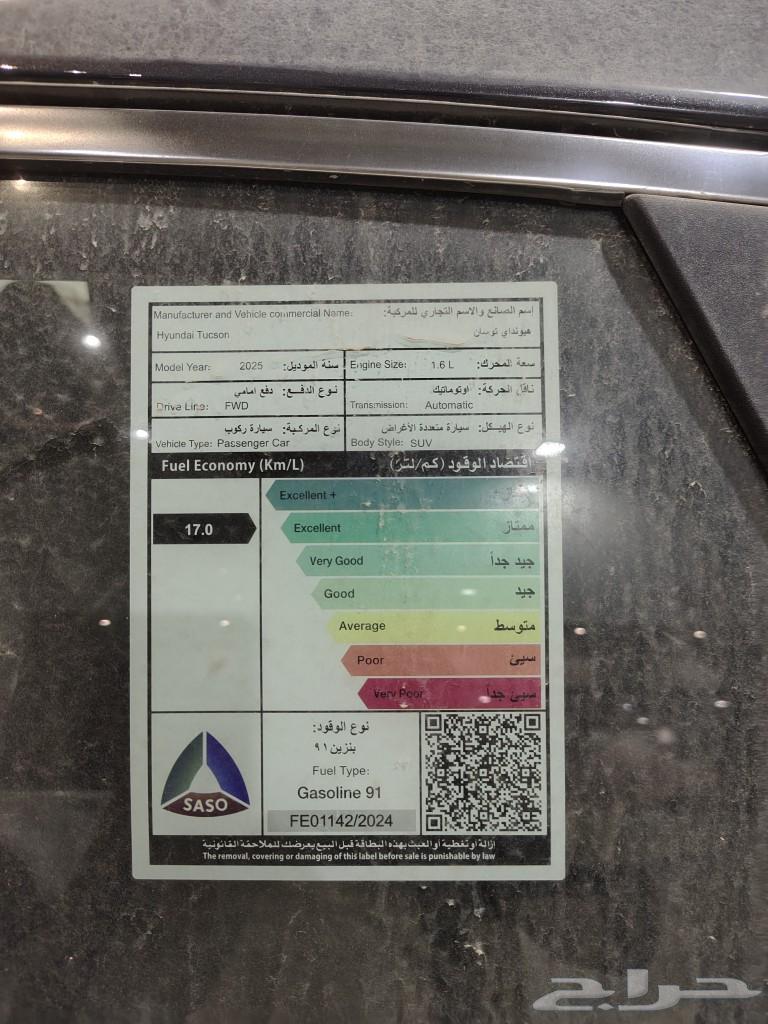 Manufacturer and Vehicle commercial Name: إسم الصانع والاسم التجاري للمركبة:
Hyundai Tucson هيونداي توسان
Model Year: 2025 سنة الموديل: Engine Size: 1.6 L سعة المحرك:
نوع الدفع: دفع امامي ناقل الحركة: اوتوماتيك
Drive Line: FWD Transmission: Automatic
نوع المركبة: سيارة ركوب نوع الهيكل: سيارة متعددة الأغراض
Vehicle Type: Passenger Car Body Style: SUV
Fuel Economy (Km/L) اقتصاد الوقود (كم/لتر)
Excellent +
17.0 Excellent ممتاز
Very Good جيد جداً
Good جيد
Average متوسط
Poor سيئ
Very Poor سيئ جداً
نوع الوقود:
بنزين ٩١
Fuel Type:
Gasoline 91
SASO
FE01142/2024
إزالة أو تغطية أو العبث بهذه البطاقة قبل البيع يعرضك للملاحقة القانونية
The removal, covering or damaging of this label before sale is punishable by law
حراج